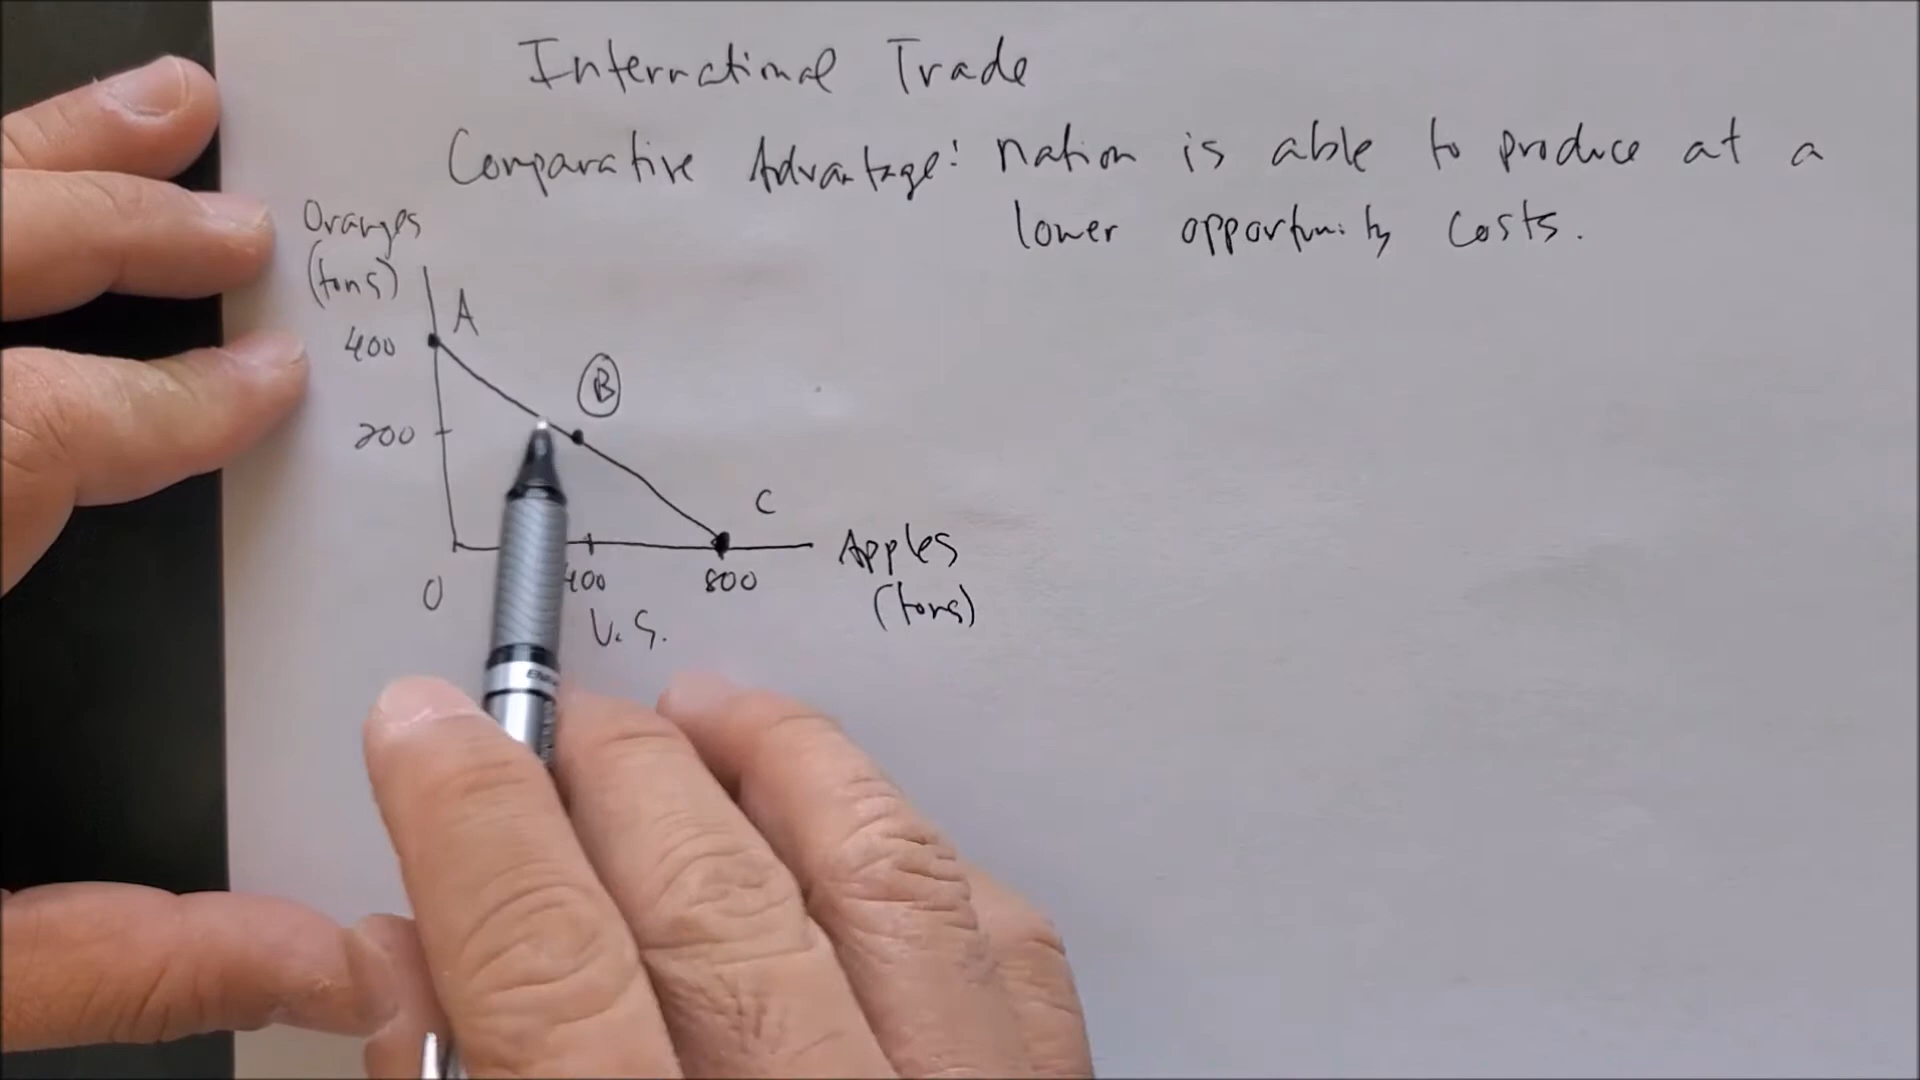 International Trade
Comparative Advantage: nation is able to produce at a
lower opportunity costs.
Oranges
(tons)
A
400
B
200
C
Apples
(tons)
0
400
800
U.S.